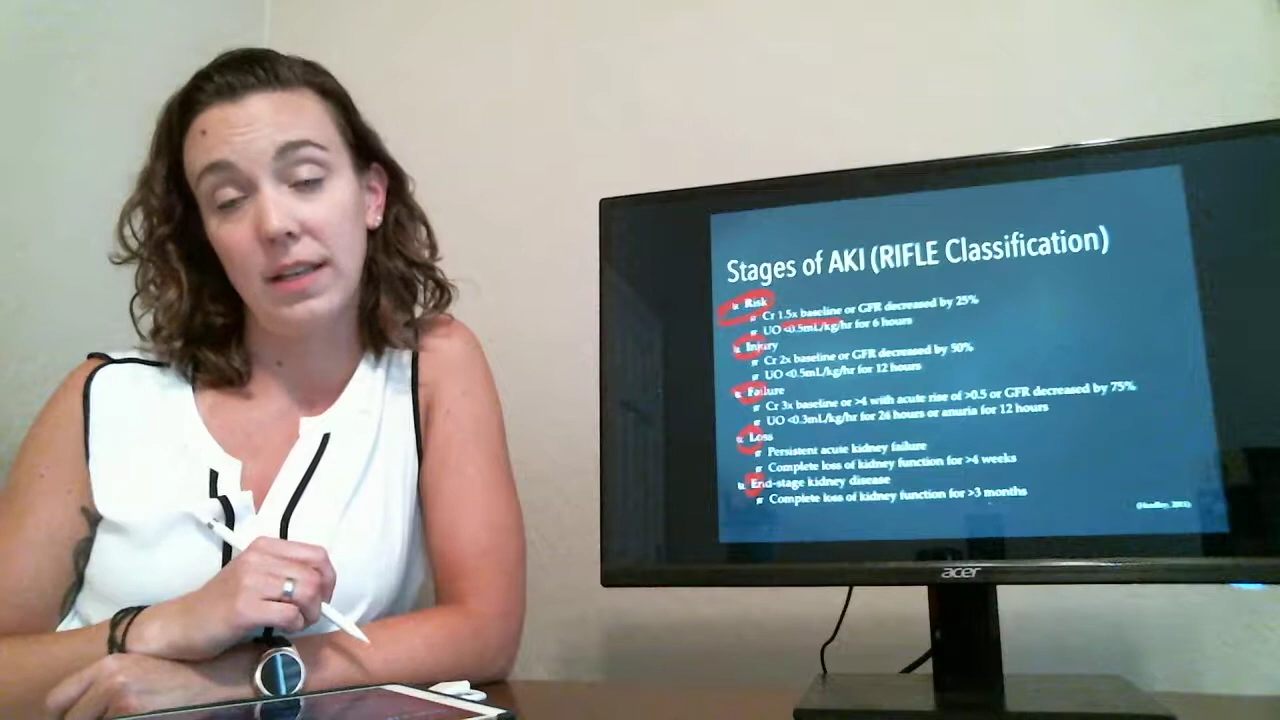 Stages of AKI (RIFLE Classification)
Risk
Cr 1.5x baseline or GFR decreased by 25%
UO <0.5mL/kg/hr for 6 hours
Injury
Cr 2x baseline or GFR decreased by 50%
UO <0.5mL/kg/hr for 12 hours
Failure
Cr 3x baseline or >4 with acute rise of >0.5 or GFR decreased by 75%
UO <0.3mL/kg/hr for 24 hours or anuria for 12 hours
Loss
Persistent acute kidney failure
Complete loss of kidney function for >4 weeks
End-stage kidney disease
Complete loss of kidney function for >3 months
acer